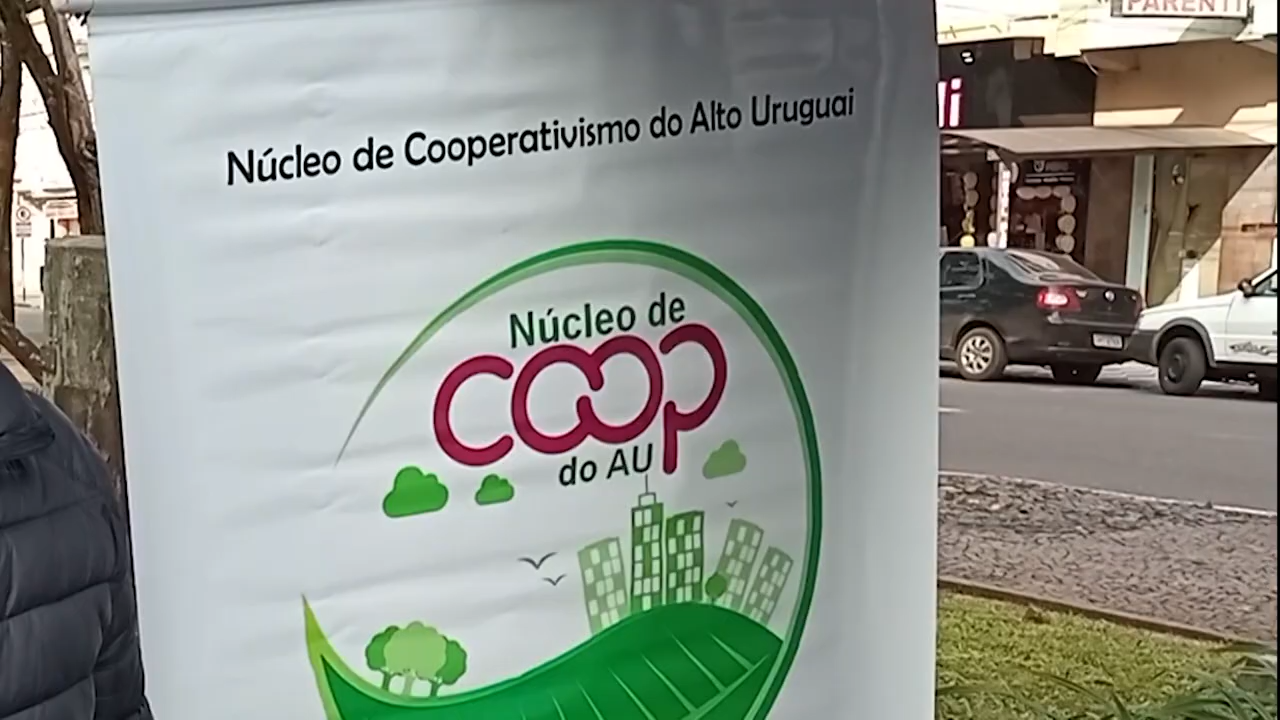 PARENTI
Núcleo de Cooperativismo do Alto Uruguai
Núcleo de
coop
do AU